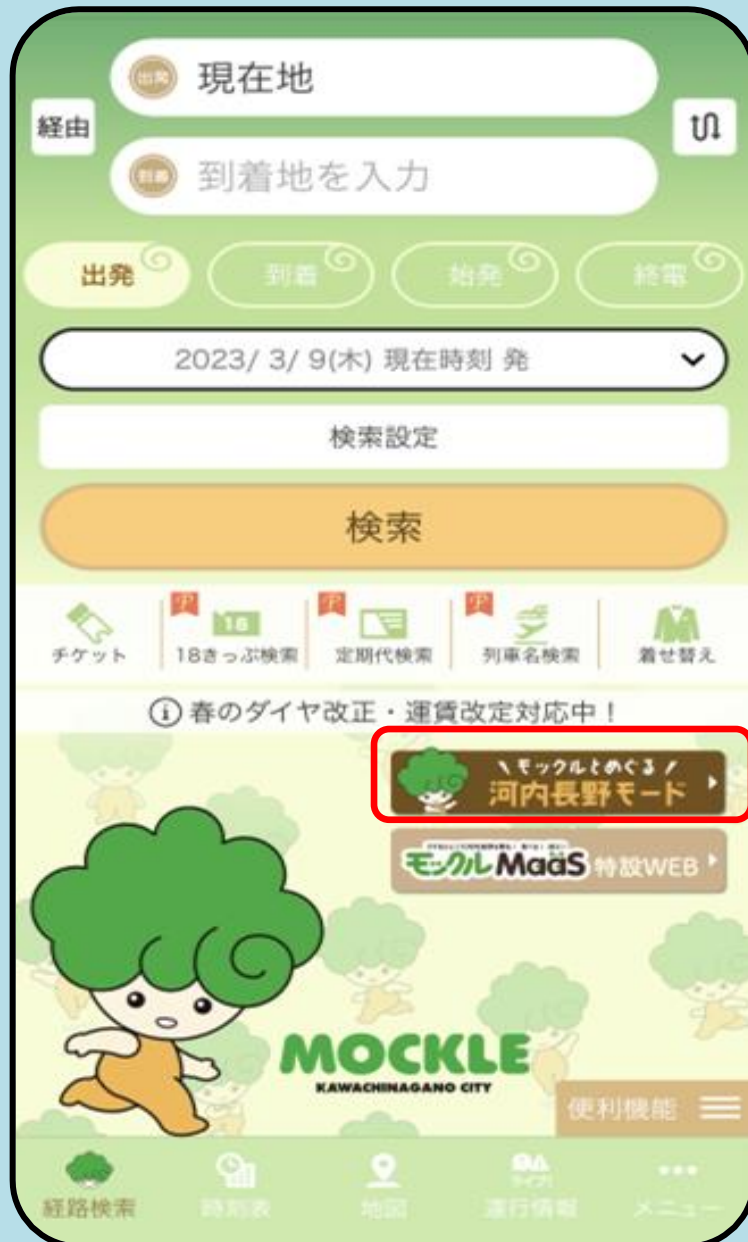 出発 現在地
経由
到着 到着地を入力
出発 到着 始発 終電
2023/ 3/ 9(木) 現在時刻 発
検索設定
検索
チケット 18きっぷ検索 定期代検索 列車名検索 着せ替え
春のダイヤ改正・運賃改定対応中！
\モックルとめぐる/
河内長野モード
モックルMaaS 特設WEB
MOCKLE
KAWACHINAGANO CITY
便利機能
経路検索 時刻表 地図 運行情報 メニュー